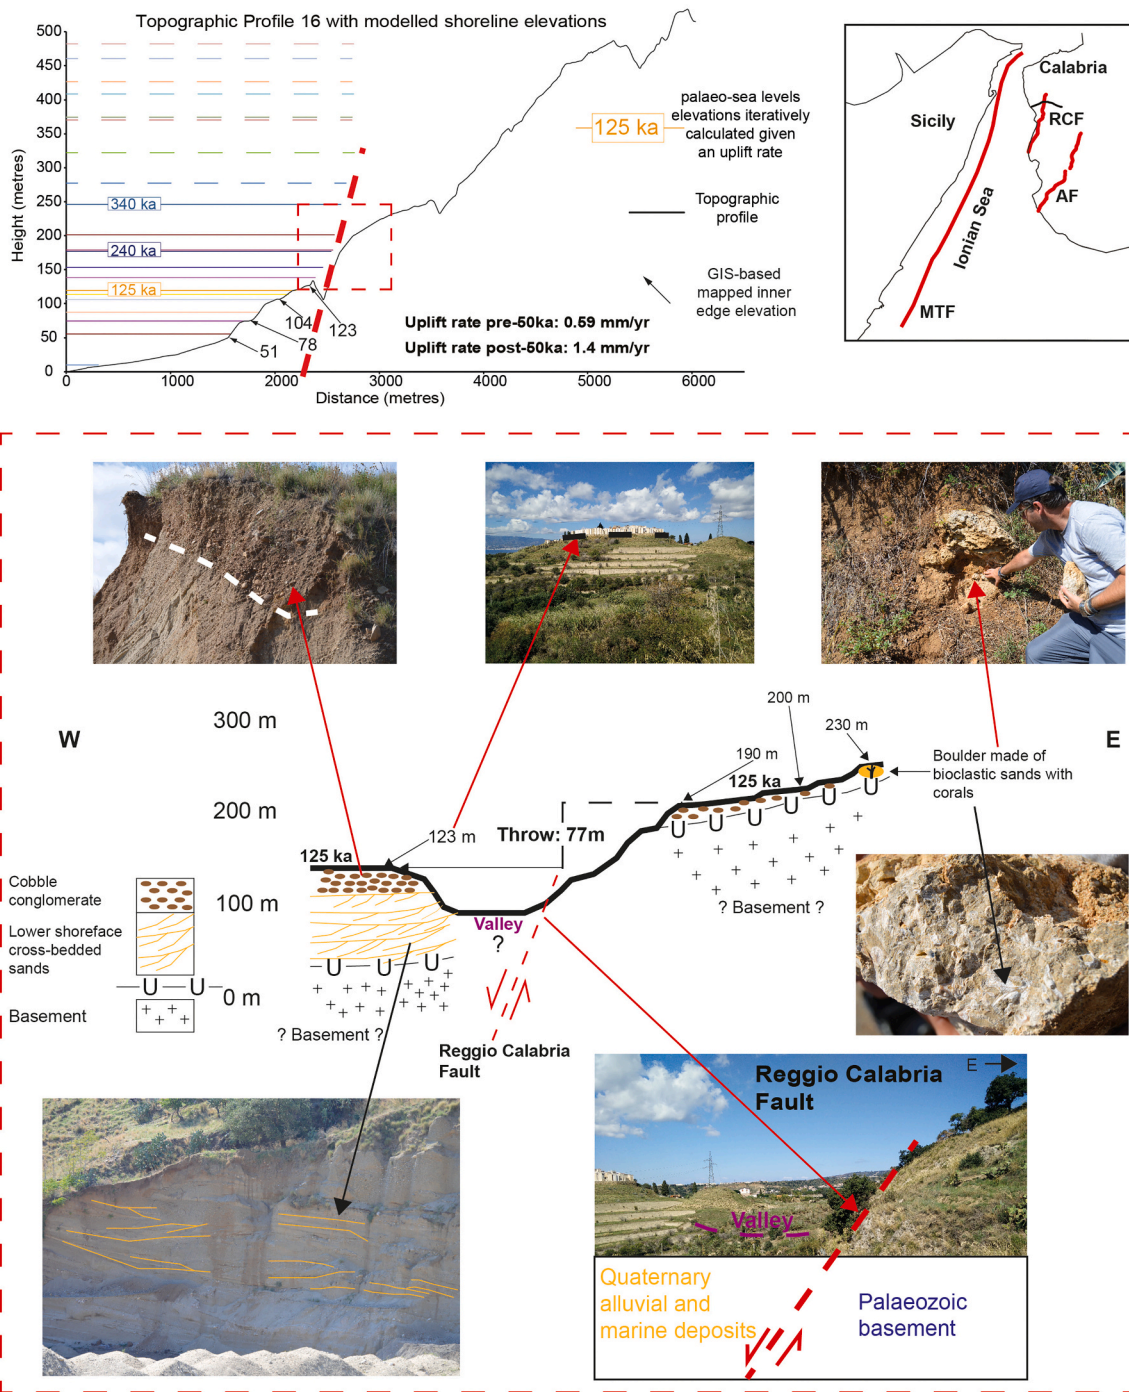 Topographic Profile 16 with modelled shoreline elevations
500
450
400
350
300
250
200
150
100
50
0
Height (metres)
340 ka
240 ka
125 ka
51
78
104
123
0
1000
2000
3000
4000
5000
6000
Distance (metres)
Uplift rate pre-50ka: 0.59 mm/yr
Uplift rate post-50ka: 1.4 mm/yr
125 ka
palaeo-sea levels
elevations iteratively
calculated given
an uplift rate
Topographic
profile
GIS-based
mapped inner
edge elevation
Sicily
Calabria
RCF
AF
Ionian Sea
MTF
W
E
300 m
200 m
100 m
0 m
125 ka
123 m
Throw: 77m
190 m
125 ka
200 m
230 m
Boulder made of
bioclastic sands with
corals
Cobble
conglomerate
Lower shoreface
cross-bedded
sands
U
U
Basement
Valley
?
U
U
U
? Basement ?
U
U
U
U
U
U
? Basement ?
Reggio Calabria
Fault
Reggio Calabria
Fault
E
Valley
Quaternary
alluvial and
marine deposits
Palaeozoic
basement